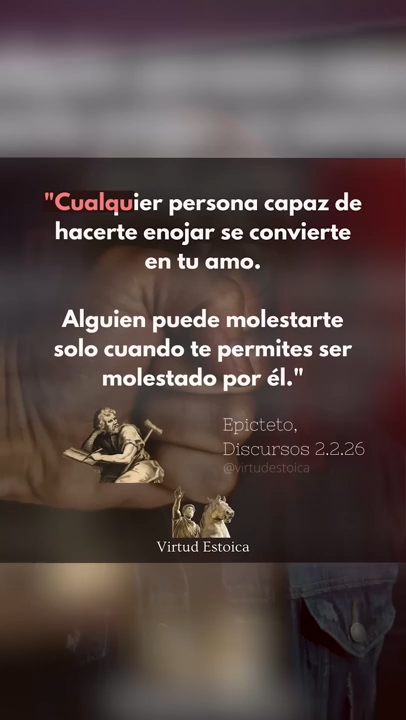 "Cualquier persona capaz de
hacerte enojar se convierte
en tu amo.
Alguien puede molestarte
solo cuando te permites ser
molestado por él."
Epicteto,
Discursos 2.2.26
@virtudestoica
Virtud Estoica